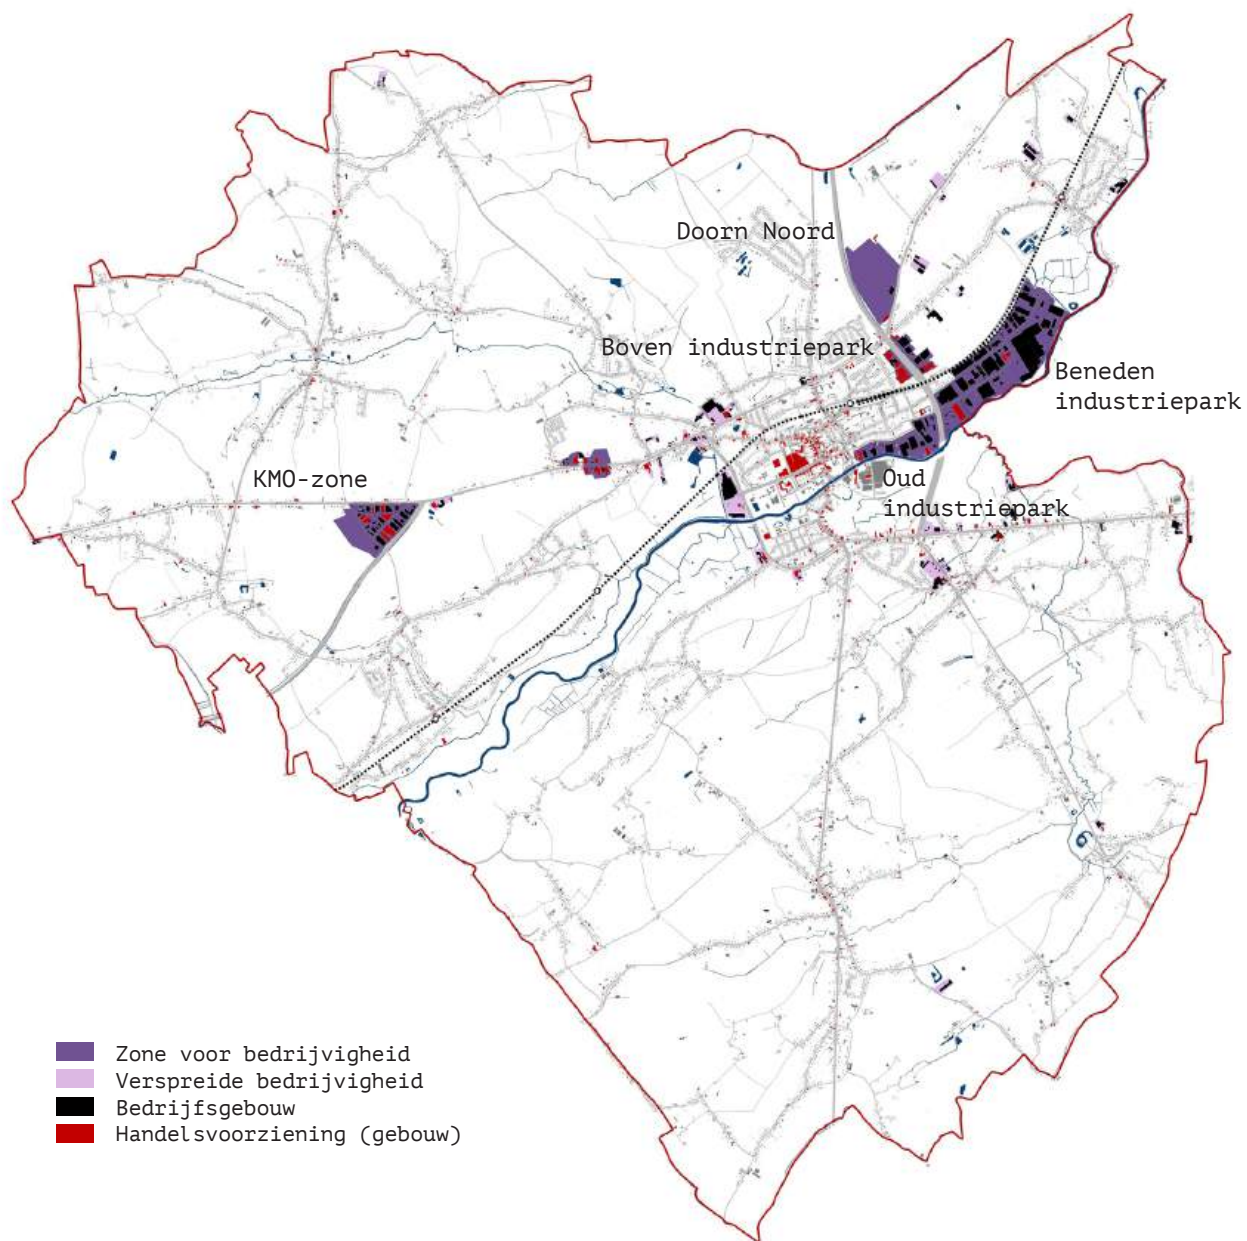 Doorn Noord
Boven industriepark
Beneden
industriepark
KMO-zone
Oud
industriepark
Zone voor bedrijvigheid
Verspreide bedrijvigheid
Bedrijfsgebouw
Handelsvoorziening (gebouw)